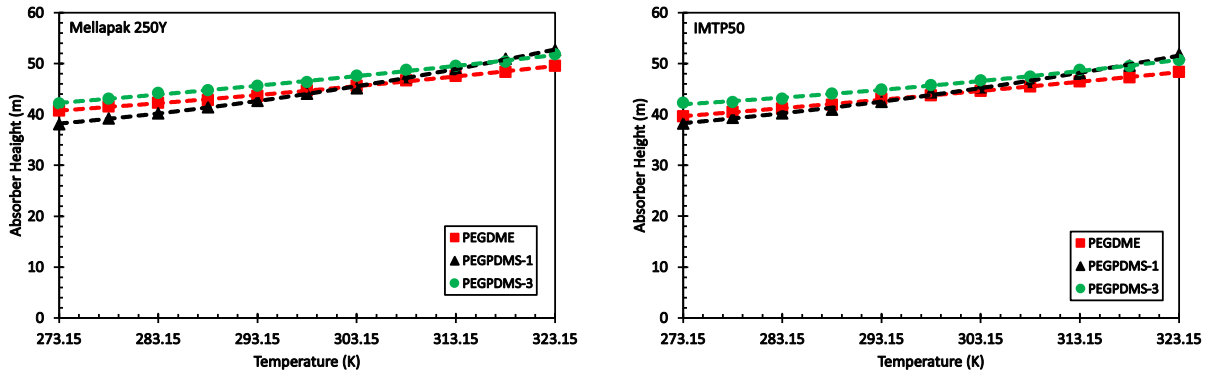 Mellapak 250Y
Absorber Heaight (m)
60
50
40
30
20
10
0
PEGDME
PEGPDMS-1
PEGPDMS-3
273.15 283.15 293.15 303.15 313.15 323.15
Temperature (K)
IMTP50
Absorber Height (m)
60
50
40
30
20
10
0
PEGDME
PEGPDMS-1
PEGPDMS-3
273.15 283.15 293.15 303.15 313.15 323.15
Temperature (K)